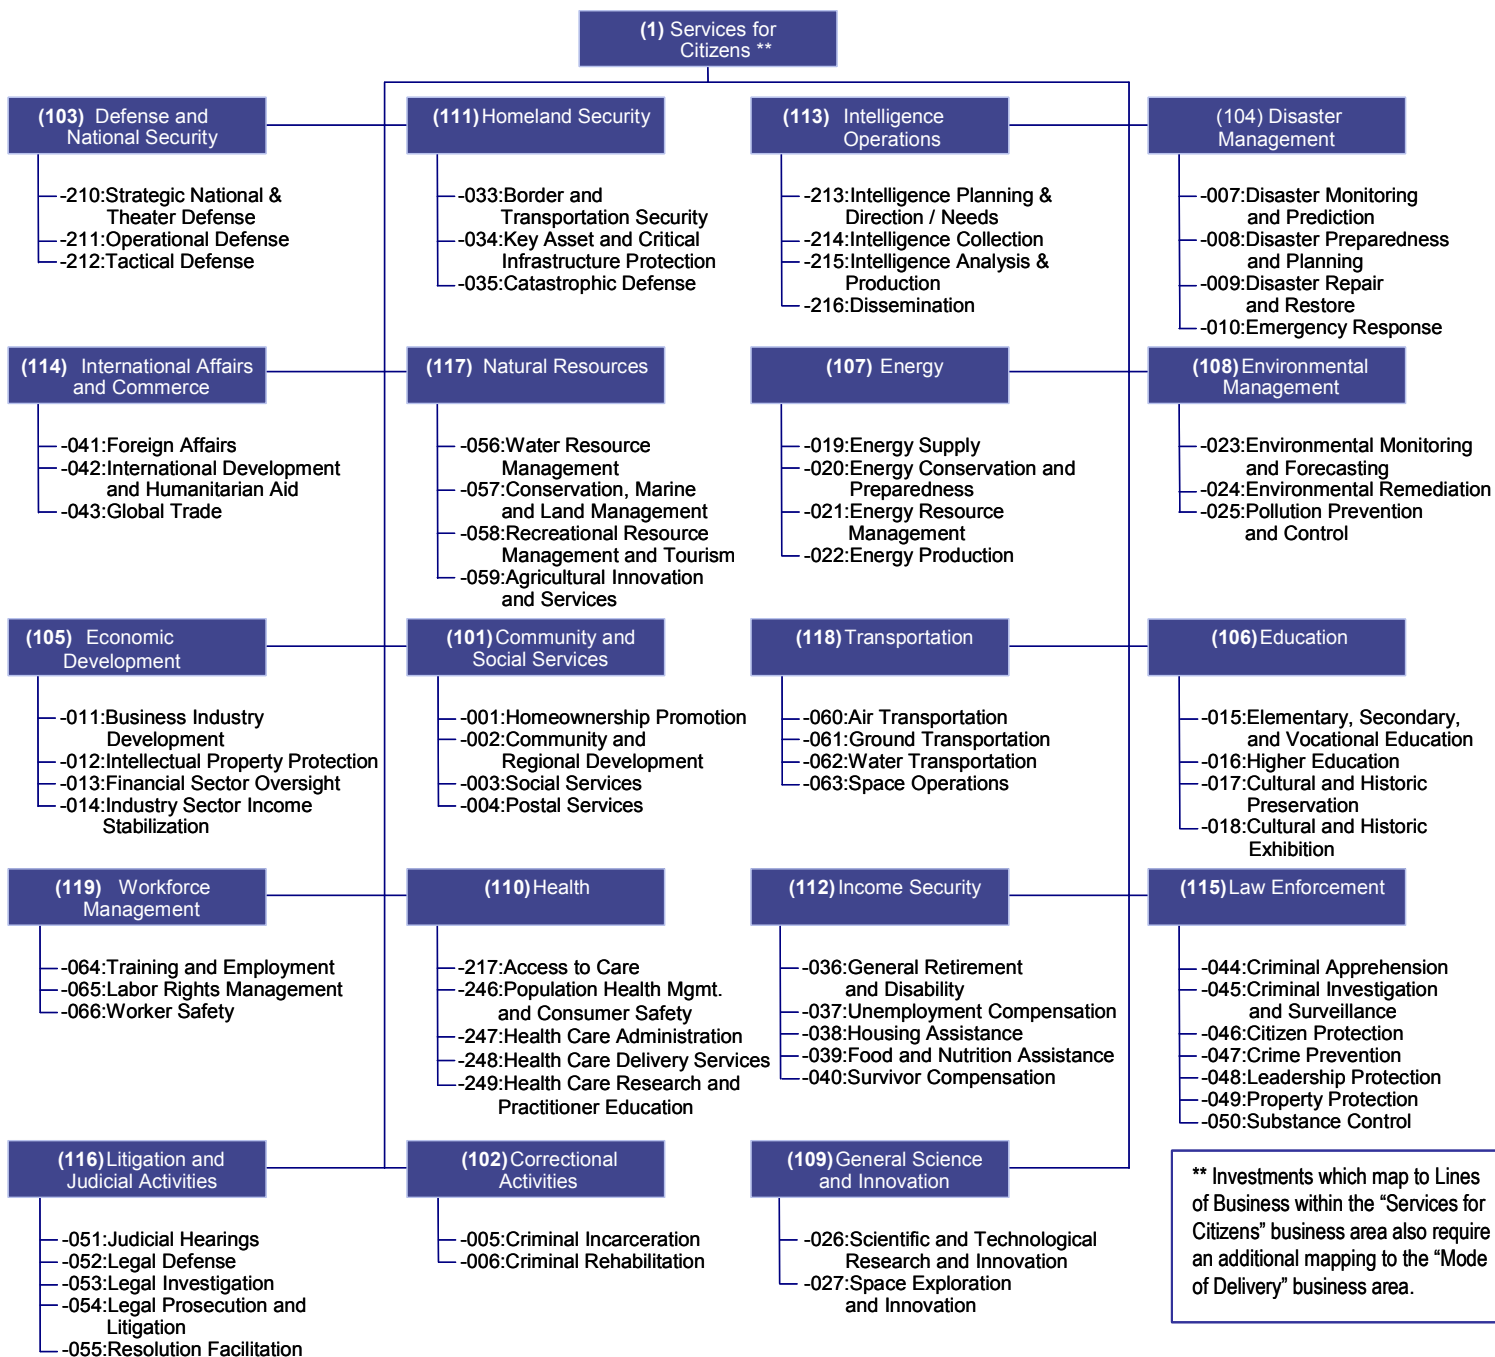 (1) Services for
Citizens **
(103) Defense and
National Security
-210:Strategic National &
Theater Defense
-211:Operational Defense
-212:Tactical Defense
(111) Homeland Security
-033:Border and
Transportation Security
-034:Key Asset and Critical
Infrastructure Protection
-035:Catastrophic Defense
(113) Intelligence
Operations
-213:Intelligence Planning &
Direction / Needs
-214:Intelligence Collection
-215:Intelligence Analysis &
Production
-216:Dissemination
(104) Disaster
Management
-007:Disaster Monitoring
and Prediction
-008:Disaster Preparedness
and Planning
-009:Disaster Repair
and Restore
-010:Emergency Response
(114) International Affairs
and Commerce
-041:Foreign Affairs
-042:International Development
and Humanitarian Aid
-043:Global Trade
(117) Natural Resources
-056:Water Resource
Management
-057:Conservation, Marine
and Land Management
-058:Recreational Resource
Management and Tourism
-059:Agricultural Innovation
and Services
(107) Energy
-019:Energy Supply
-020:Energy Conservation and
Preparedness
-021:Energy Resource
Management
-022:Energy Production
(108) Environmental
Management
-023:Environmental Monitoring
and Forecasting
-024:Environmental Remediation
-025:Pollution Prevention
and Control
(105) Economic
Development
-011:Business Industry
Development
-012:Intellectual Property Protection
-013:Financial Sector Oversight
-014:Industry Sector Income
Stabilization
(101) Community and
Social Services
-001:Homeownership Promotion
-002:Community and
Regional Development
-003:Social Services
-004:Postal Services
(118) Transportation
-060:Air Transportation
-061:Ground Transportation
-062:Water Transportation
-063:Space Operations
(106) Education
-015:Elementary, Secondary,
and Vocational Education
-016:Higher Education
-017:Cultural and Historic
Preservation
-018:Cultural and Historic
Exhibition
(119) Workforce
Management
-064:Training and Employment
-065:Labor Rights Management
-066:Worker Safety
(110) Health
-217:Access to Care
-246:Population Health Mgmt.
and Consumer Safety
-247:Health Care Administration
-248:Health Care Delivery Services
-249:Health Care Research and
Practitioner Education
(112) Income Security
-036:General Retirement
and Disability
-037:Unemployment Compensation
-038:Housing Assistance
-039:Food and Nutrition Assistance
-040:Survivor Compensation
(115) Law Enforcement
-044:Criminal Apprehension
-045:Criminal Investigation
and Surveillance
-046:Citizen Protection
-047:Crime Prevention
-048:Leadership Protection
-049:Property Protection
-050:Substance Control
(116) Litigation and
Judicial Activities
-051:Judicial Hearings
-052:Legal Defense
-053:Legal Investigation
-054:Legal Prosecution and
Litigation
-055:Resolution Facilitation
(102) Correctional
Activities
-005:Criminal Incarceration
-006:Criminal Rehabilitation
(109) General Science
and Innovation
-026:Scientific and Technological
Research and Innovation
-027:Space Exploration
and Innovation
** Investments which map to Lines
of Business within the “Services for
Citizens” business area also require
an additional mapping to the “Mode
of Delivery” business area.